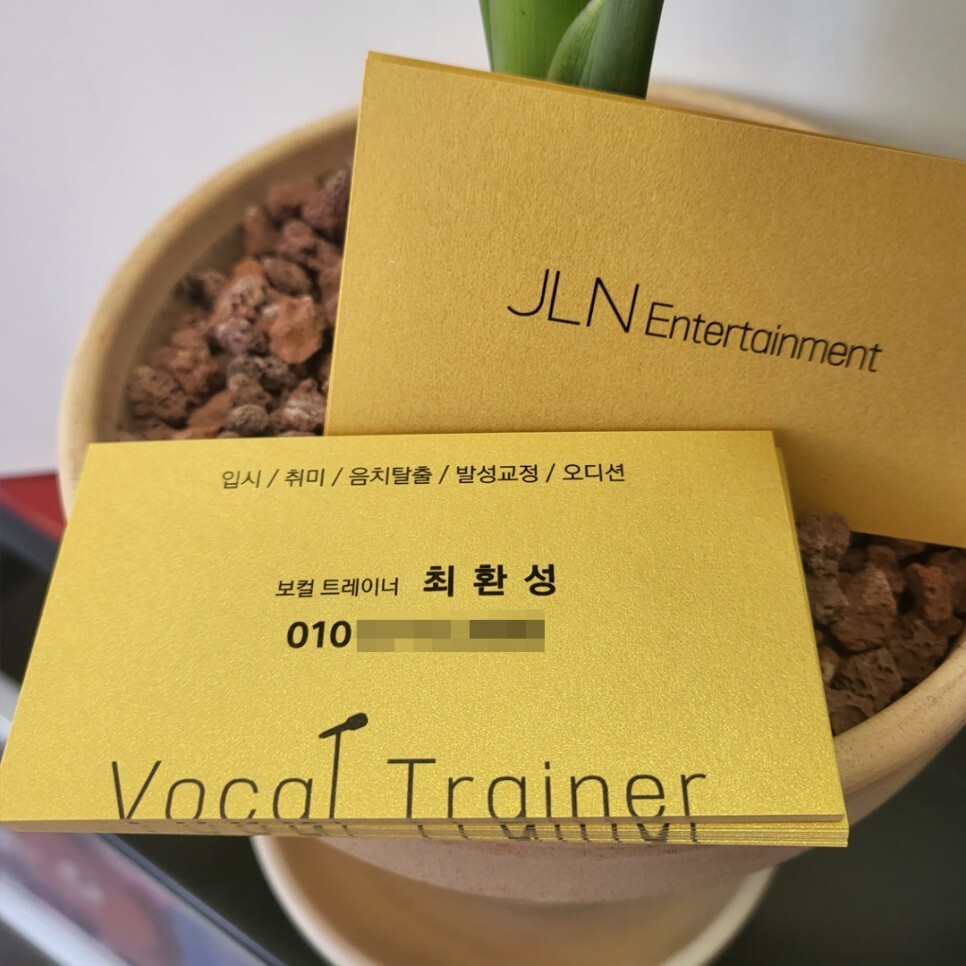 JLN Entertainment
입시 / 취미 / 음치탈출 / 발성교정 / 오디션
보컬 트레이너 최환성
010
Vocal Trainer